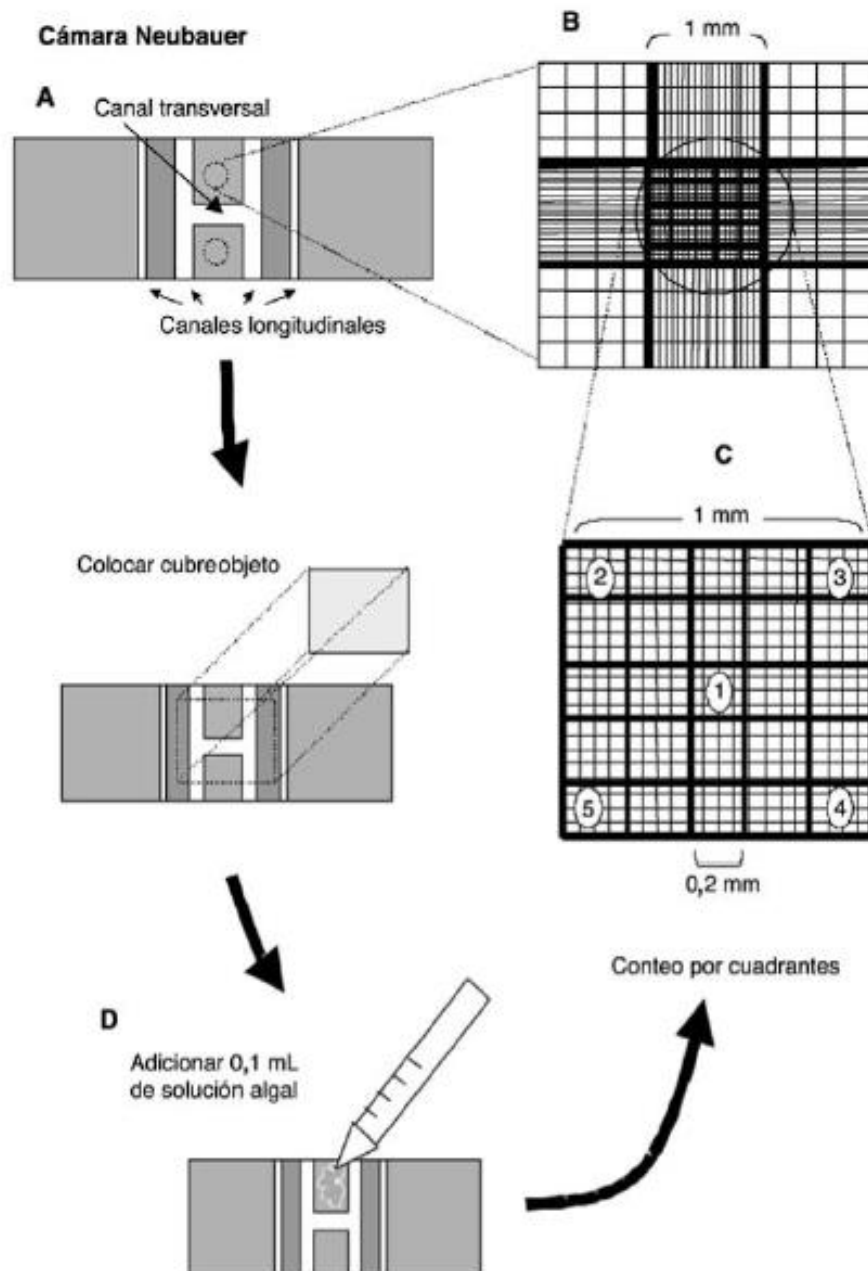 Cámara Neubauer
A
Canal transversal
Canales longitudinales
B
1 mm
C
1 mm
2
3
1
5
4
0,2 mm
Colocar cubreobjeto
D
Adicionar 0,1 mL
de solución algal
Conteo por cuadrantes